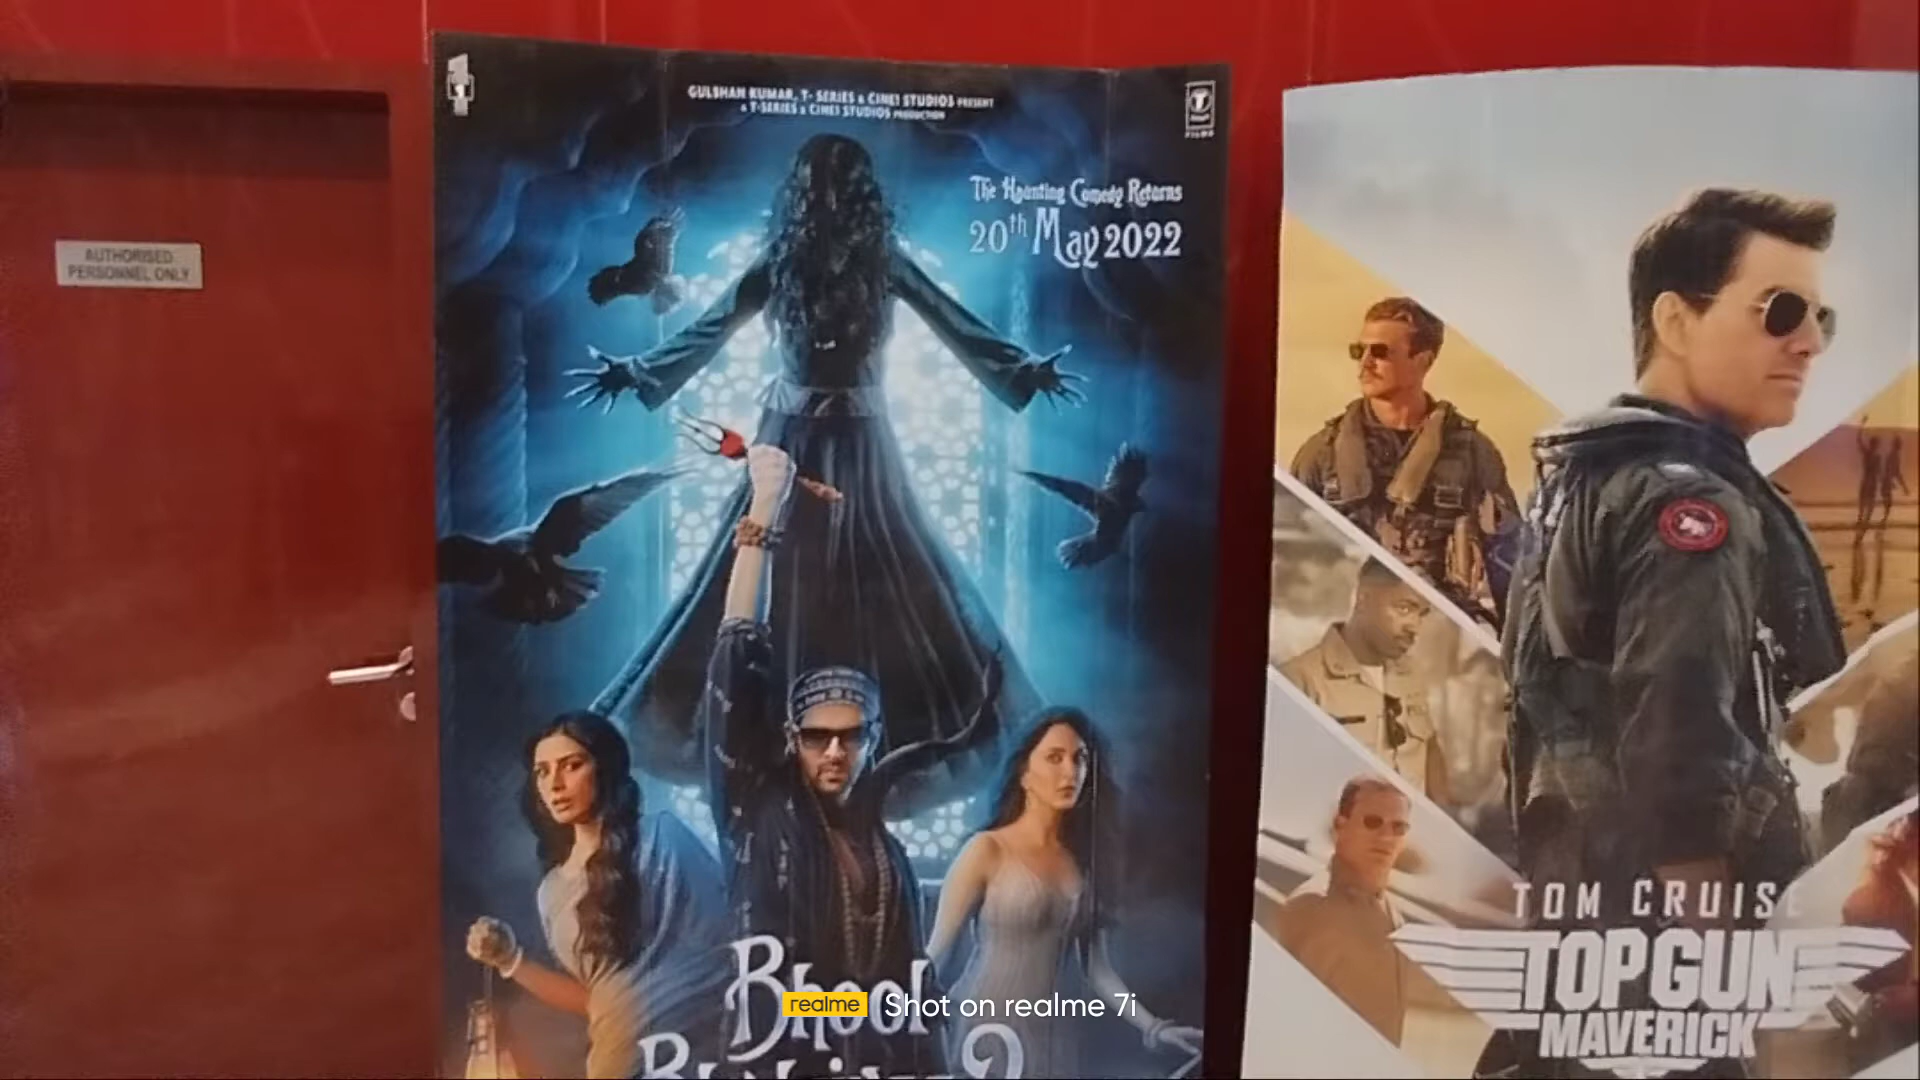 AUTHORISED
PERSONNEL ONLY
GULSHAN KUMAR, T-SERIES & CINE1 STUDIOS PRESENT
A T-SERIES & CINE1 STUDIOS PRODUCTION
The Haunting Comedy Returns
20th May 2022
Bhool
2
TOM CRUISE
TOP GUN
MAVERICK
realme Shot on realme 7i